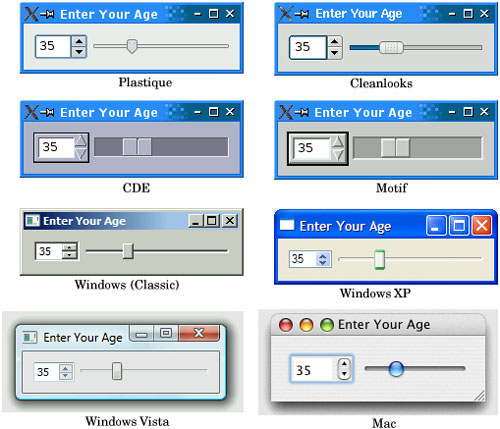 Enter Your Age
35
Plastique
Enter Your Age
35
Cleanlooks
Enter Your Age
35
CDE
Enter Your Age
35
Motif
Enter Your Age
35
Windows (Classic)
Enter Your Age
35
Windows XP
Enter Your Age
35
Windows Vista
Enter Your Age
35
Mac